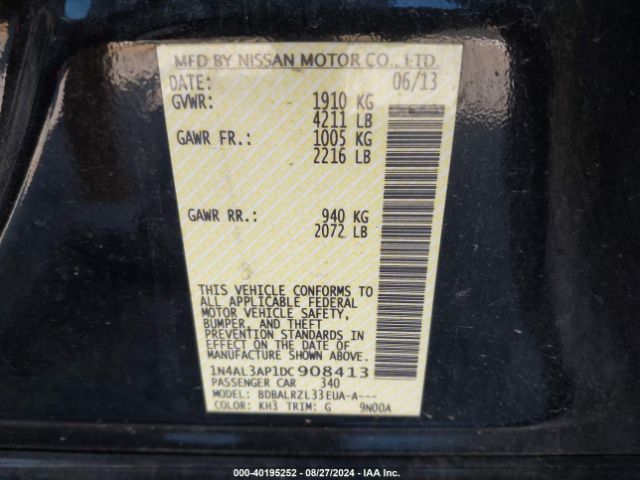 MFD BY NISSAN MOTOR CO., LTD.
DATE: 06/13
GVWR: 1910 KG
4211 LB
GAWR FR.: 1005 KG
2216 LB
GAWR RR.: 940 KG
2072 LB
THIS VEHICLE CONFORMS TO
ALL APPLICABLE FEDERAL
MOTOR VEHICLE SAFETY,
BUMPER, AND THEFT
PREVENTION STANDARDS IN
EFFECT ON THE DATE OF
MANUFACTURE SHOWN ABOVE.
1N4AL3AP1DC908413
PASSENGER CAR 340
MODEL: BDBALRZL33EUA-A---
COLOR: KH3 TRIM: G 9N00A
000-40195252 - 08/27/2024 - IAA Inc.